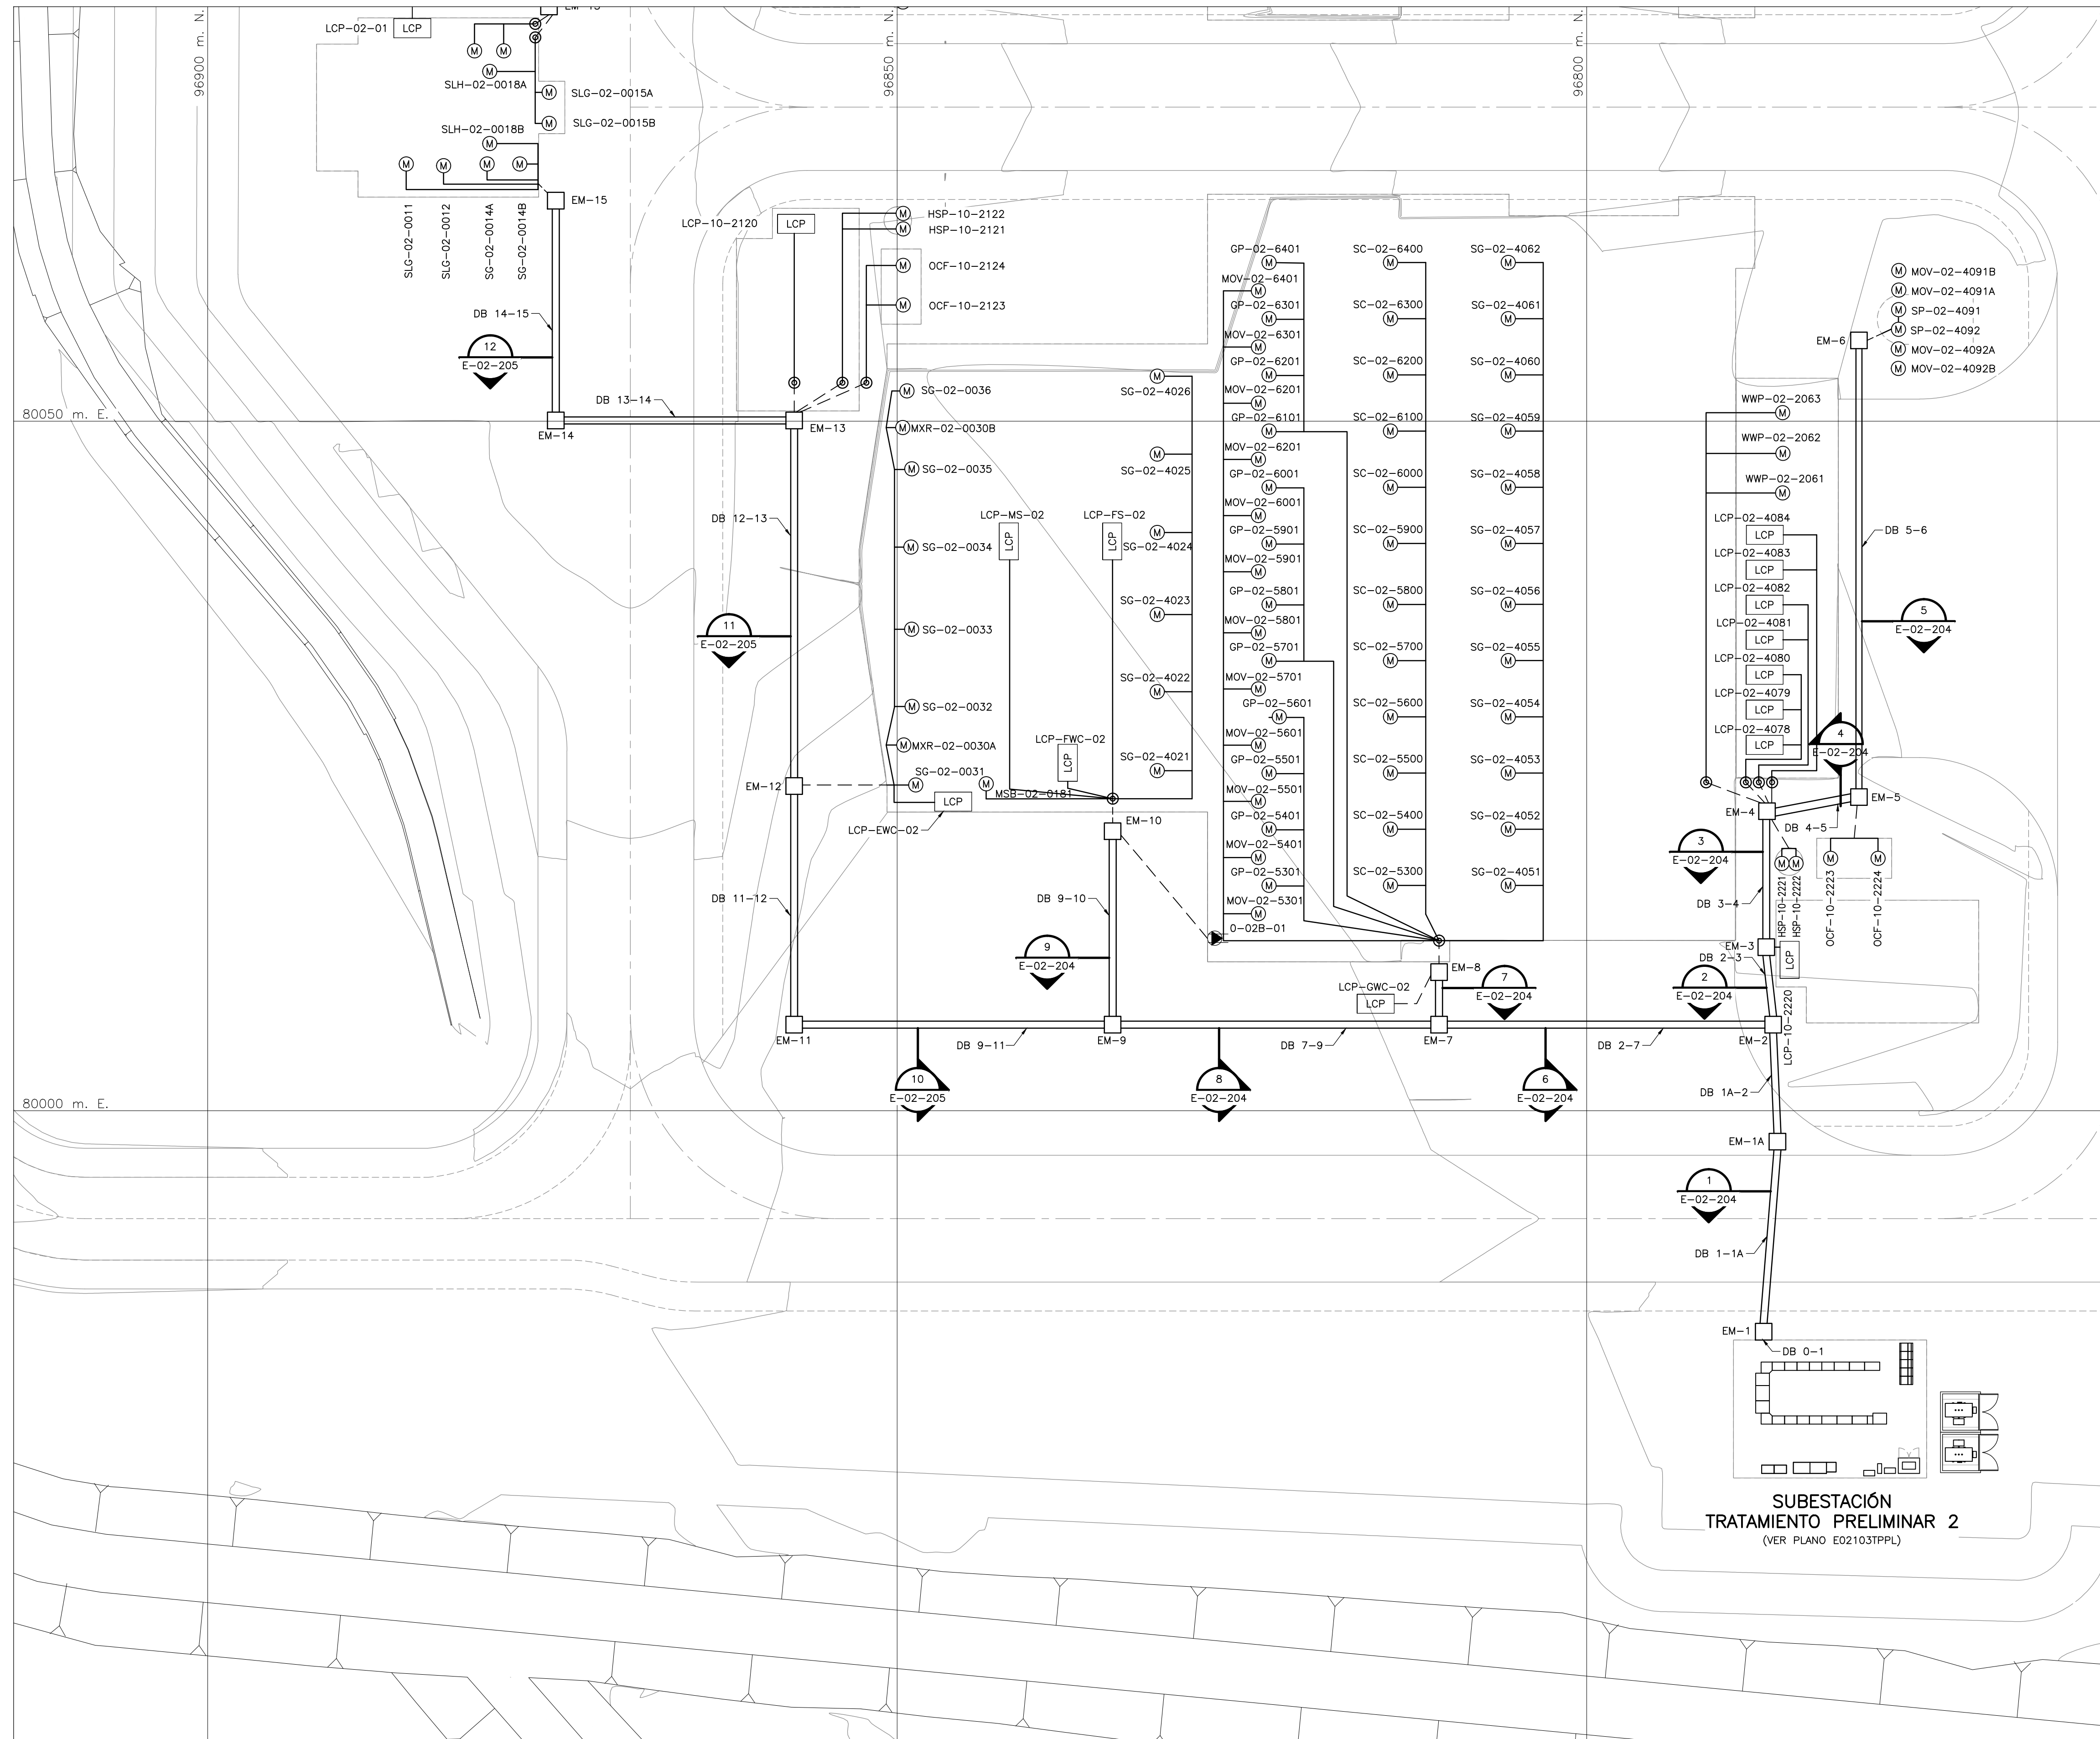 EM-15
LCP-02-01
LCP
M
M
M
SLH-02-0018A
M
SLG-02-0015A
M
SLG-02-0015B
SLH-02-0018B
M
M
M
M
M
SLG-02-0011
SLG-02-0012
SG-02-0014A
SG-02-0014B
EM-15
96900 m. N.
96850 m. N.
96800 m. N.
LCP-10-2120
LCP
M
HSP-10-2122
M
HSP-10-2121
M
OCF-10-2124
M
OCF-10-2123
DB 14-15
12
E-02-205
DB 13-14
80050 m. E.
EM-14
EM-13
M
SG-02-0036
M
MXR-02-0030B
M
SG-02-0035
M
SG-02-0034
M
SG-02-0033
M
SG-02-0032
M
MXR-02-0030A
SG-02-0031
M
DB 12-13
11
E-02-205
EM-12
LCP
LCP-EWC-02
DB 11-12
LCP-MS-02
LCP
LCP-FS-02
LCP
LCP-FWC-02
LCP
M
MSB-02-0181
M
SG-02-4026
M
SG-02-4025
M
SG-02-4024
SG-02-4023
M
SG-02-4022
M
SG-02-4021
M
EM-10
DB 9-10
9
E-02-204
GP-02-6401
M
MOV-02-6401
M
GP-02-6301
M
MOV-02-6301
M
GP-02-6201
M
MOV-02-6201
M
GP-02-6101
M
MOV-02-6201
M
GP-02-6001
M
MOV-02-6001
M
GP-02-5901
M
MOV-02-5901
M
GP-02-5801
M
MOV-02-5801
M
GP-02-5701
M
MOV-02-5701
M
GP-02-5601
M
MOV-02-5601
M
GP-02-5501
M
MOV-02-5501
M
GP-02-5401
M
MOV-02-5401
M
GP-02-5301
M
MOV-02-5301
M
0-02B-01
SC-02-6400
M
SC-02-6300
M
SC-02-6200
M
SC-02-6100
M
SC-02-6000
M
SC-02-5900
M
SC-02-5800
M
SC-02-5700
M
SC-02-5600
M
SC-02-5500
M
SC-02-5400
M
SC-02-5300
M
SG-02-4062
M
SG-02-4061
M
SG-02-4060
M
SG-02-4059
M
SG-02-4058
M
SG-02-4057
M
SG-02-4056
M
SG-02-4055
M
SG-02-4054
M
SG-02-4053
M
SG-02-4052
M
SG-02-4051
M
EM-8
LCP-GWC-02
LCP
7
E-02-204
M MOV-02-4091B
M MOV-02-4091A
M SP-02-4091
M SP-02-4092
M MOV-02-4092A
M MOV-02-4092B
EM-6
WWP-02-2063
M
WWP-02-2062
M
WWP-02-2061
M
LCP-02-4084
LCP
LCP-02-4083
LCP
LCP-02-4082
LCP
LCP-02-4081
LCP
LCP-02-4080
LCP
LCP-02-4079
LCP
LCP-02-4078
LCP
DB 5-6
5
E-02-204
4
E-02-204
EM-5
EM-4
DB 4-5
3
E-02-204
M
M
HSP-10-2221
HSP-10-2222
M
M
OCF-10-2223
OCF-10-2224
DB 3-4
EM-3
LCP
DB 2-3
2
E-02-204
LCP-10-2220
EM-11
DB 9-11
EM-9
DB 7-9
EM-7
DB 2-7
EM-2
10
E-02-205
8
E-02-204
6
E-02-204
DB 1A-2
80000 m. E.
EM-1A
1
E-02-204
DB 1-1A
EM-1
DB 0-1
SUBESTACIÓN
TRATAMIENTO PRELIMINAR 2
(VER PLANO E02103TPPL)